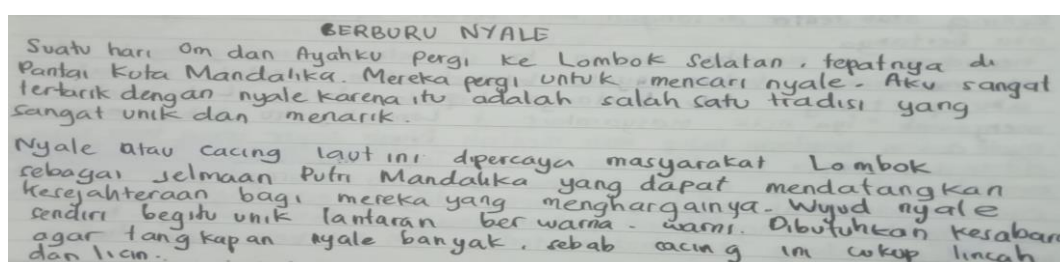 BERBURU NYALE
Suatu hari Om dan Ayahku pergi ke Lombok Selatan, tepatnya di
Pantai Kuta Mandalika. Mereka pergi untuk mencari nyale. Aku sangat
tertarik dengan nyale karena itu adalah salah satu tradisi yang
sangat unik dan menarik.
Nyale atau cacing laut ini dipercaya masyarakat Lombok
sebagai jelmaan Putri Mandalika yang dapat mendatangkan
kesejahteraan bagi mereka yang menghargainya. Wujud nyale
sendiri begitu unik lantaran ber warna - warni. Dibutuhkan kesabaran
agar tangkapan nyale banyak, sebab cacing ini cukup lincah
dan licin.